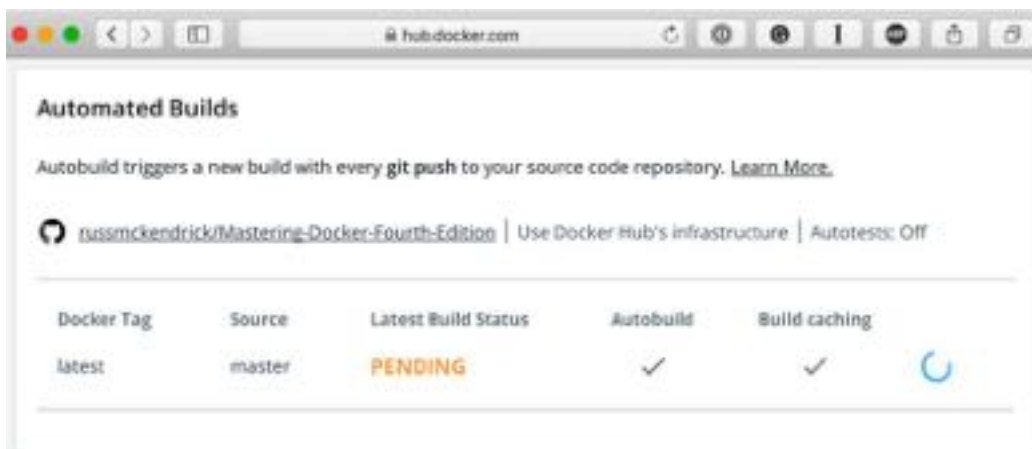 hub.docker.com
Automated Builds
Autobuild triggers a new build with every git push to your source code repository. Learn More.
russmckendrick/Mastering-Docker-Fourth-Edition | Use Docker Hub's infrastructure | Autotests: Off
Docker Tag Source Latest Build Status Autobuild Build caching
latest master PENDING